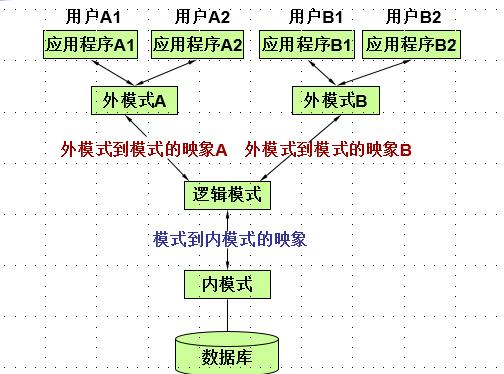 用户A1 用户A2 用户B1 用户B2
应用程序A1 应用程序A2 应用程序B1 应用程序B2
外模式A 外模式B
外模式到模式的映象A 外模式到模式的映象B
逻辑模式
模式到内模式的映象
内模式
数据库